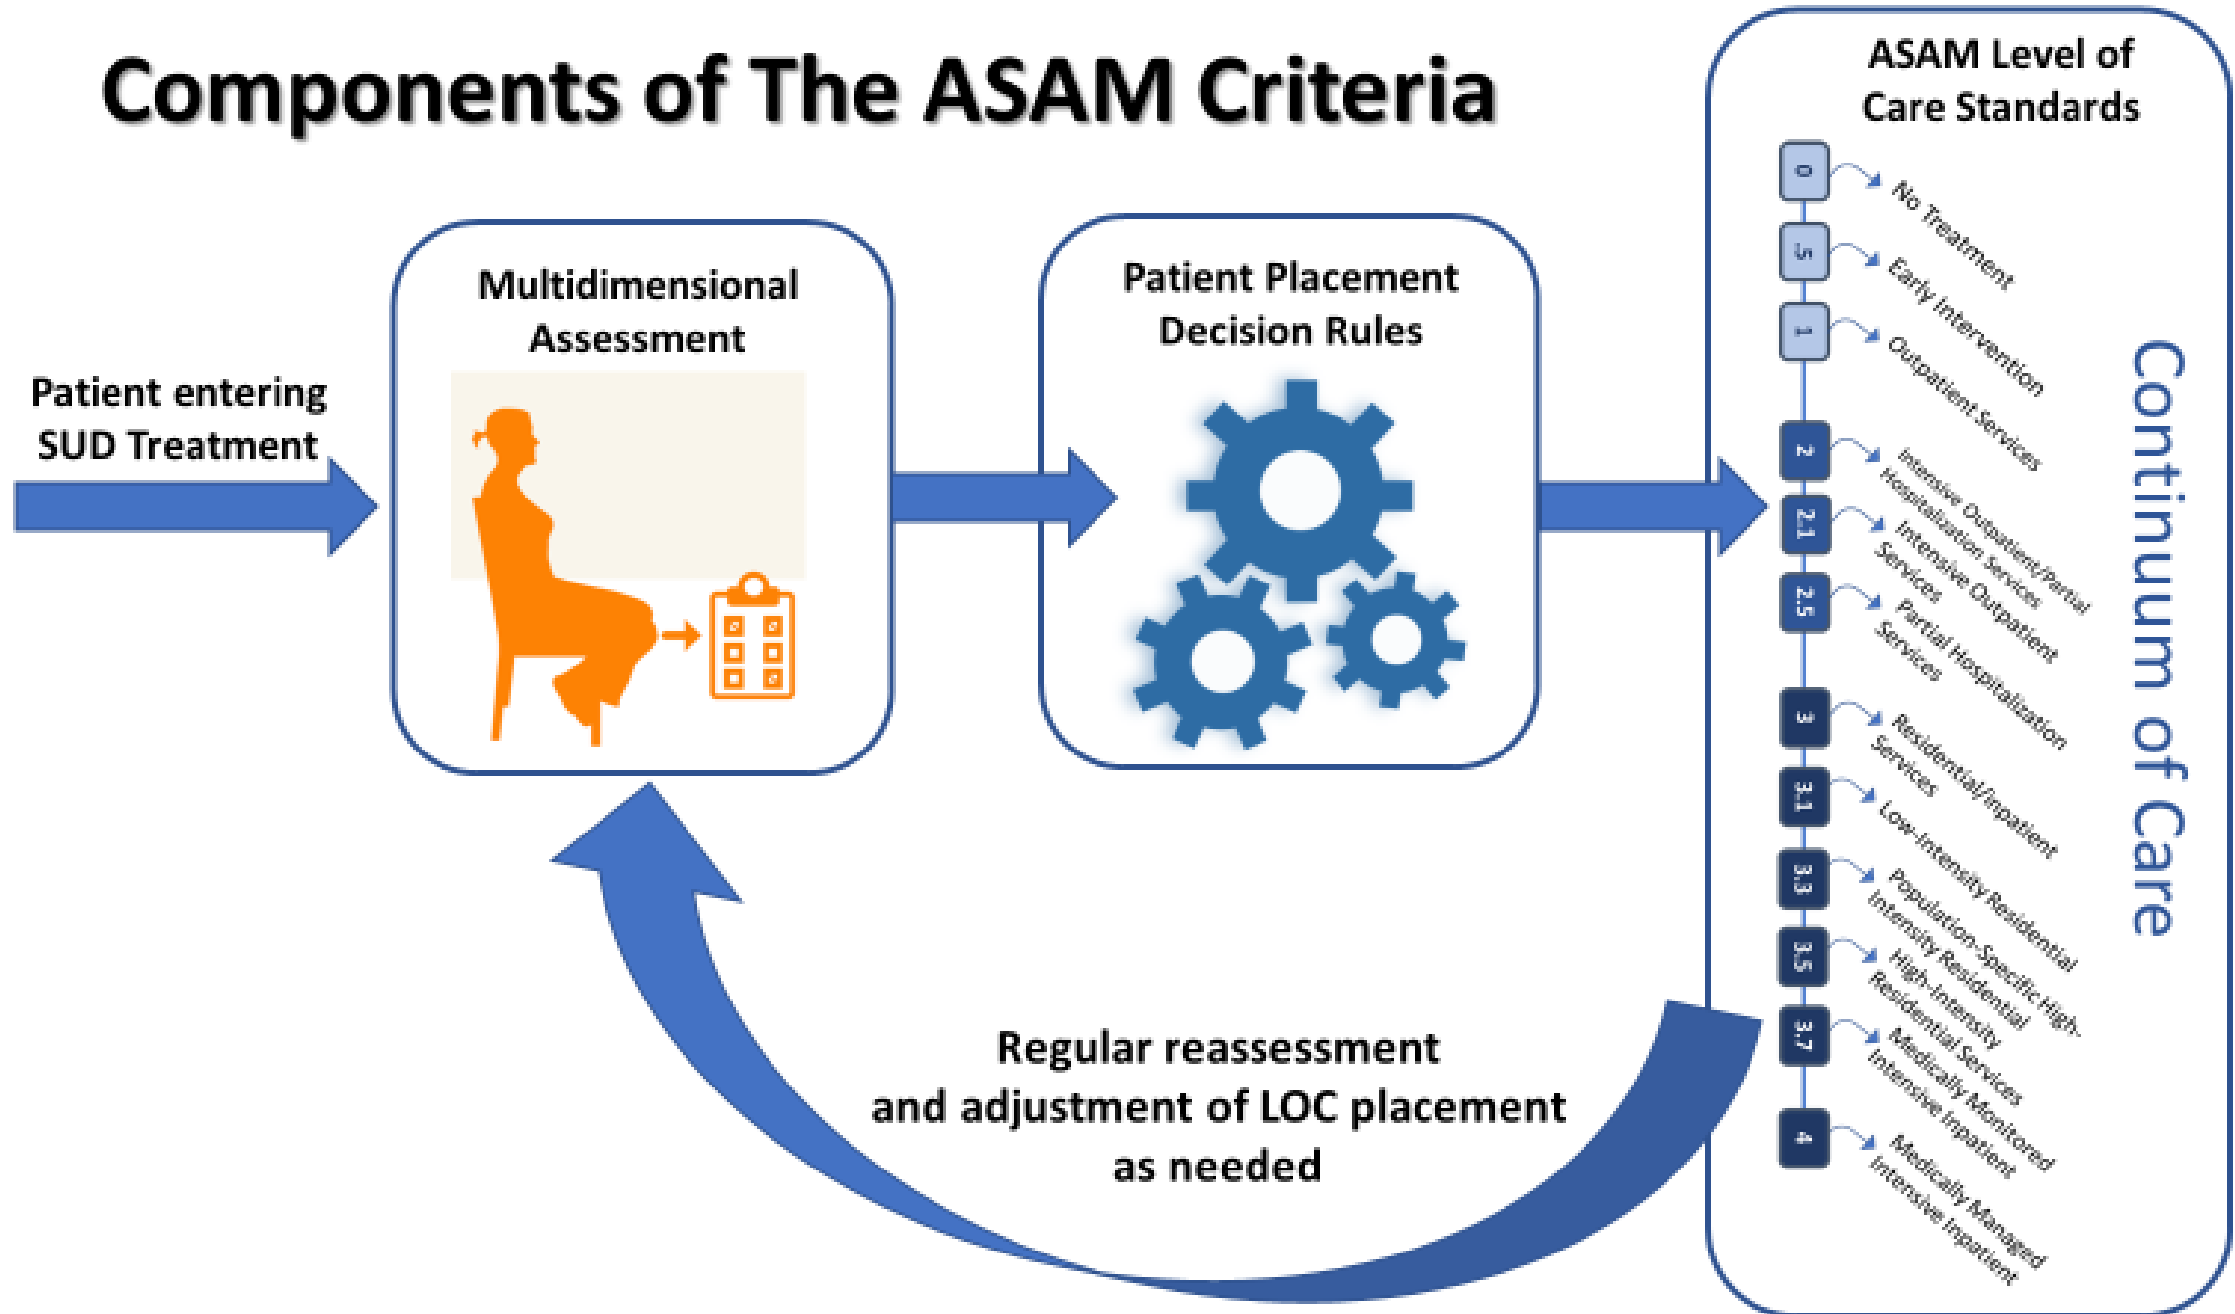 Components of The ASAM Criteria
Patient entering
SUD Treatment
Multidimensional
Assessment
Patient Placement
Decision Rules
Regular reassessment
and adjustment of LOC placement
as needed
ASAM Level of
Care Standards
0
No Treatment
.5
Early Intervention
1
Outpatient Services
2
Intensive Outpatient/Partial
Hospitalization Services
2.1
Intensive Outpatient
Services
2.5
Partial Hospitalization
Services
3
Residential/Inpatient
Services
3.1
Low-Intensity Residential
3.3
Population-Specific High-
Intensity Residential
3.5
High-Intensity
Residential Services
3.7
Medically Monitored
Intensive Inpatient
4
Medically Managed
Intensive Inpatient
Continuum of Care